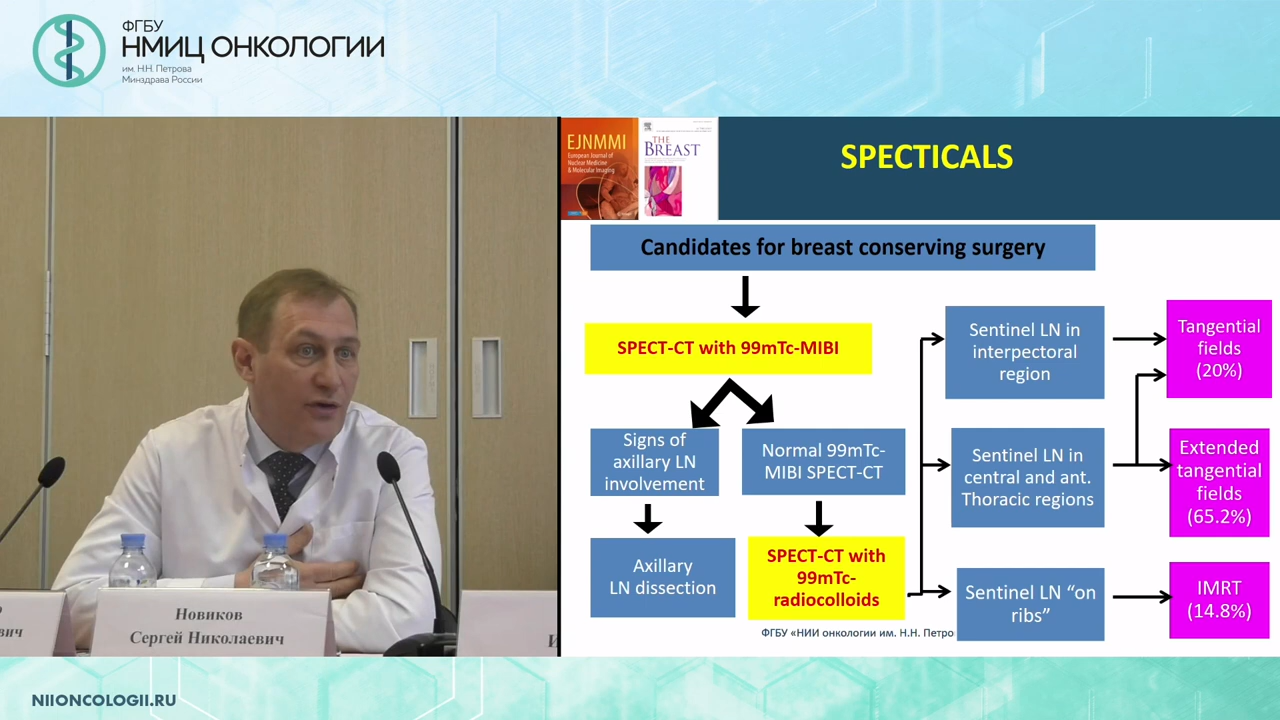 ФГБУ
НМИЦ ОНКОЛОГИИ
им. Н.Н. Петрова
Минздрава России
EJNMMI
European Journal of
Nuclear Medicine
& Molecular Imaging
THE
BREAST
SPECTICALS
Candidates for breast conserving surgery
SPECT-CT with 99mTc-MIBI
Signs of
axillary LN
involvement
Normal 99mTc-
MIBI SPECT-CT
Axillary
LN dissection
SPECT-CT with
99mTc-
radiocolloids
Sentinel LN in
interpectoral
region
Sentinel LN in
central and ant.
Thoracic regions
Sentinel LN “on
ribs”
Tangential
fields
(20%)
Extended
tangential
fields
(65.2%)
IMRT
(14.8%)
ФГБУ «НИИ онкологии им. Н.Н. Петро
Новиков
Сергей Николаевич
NIIONCOLOGII.RU